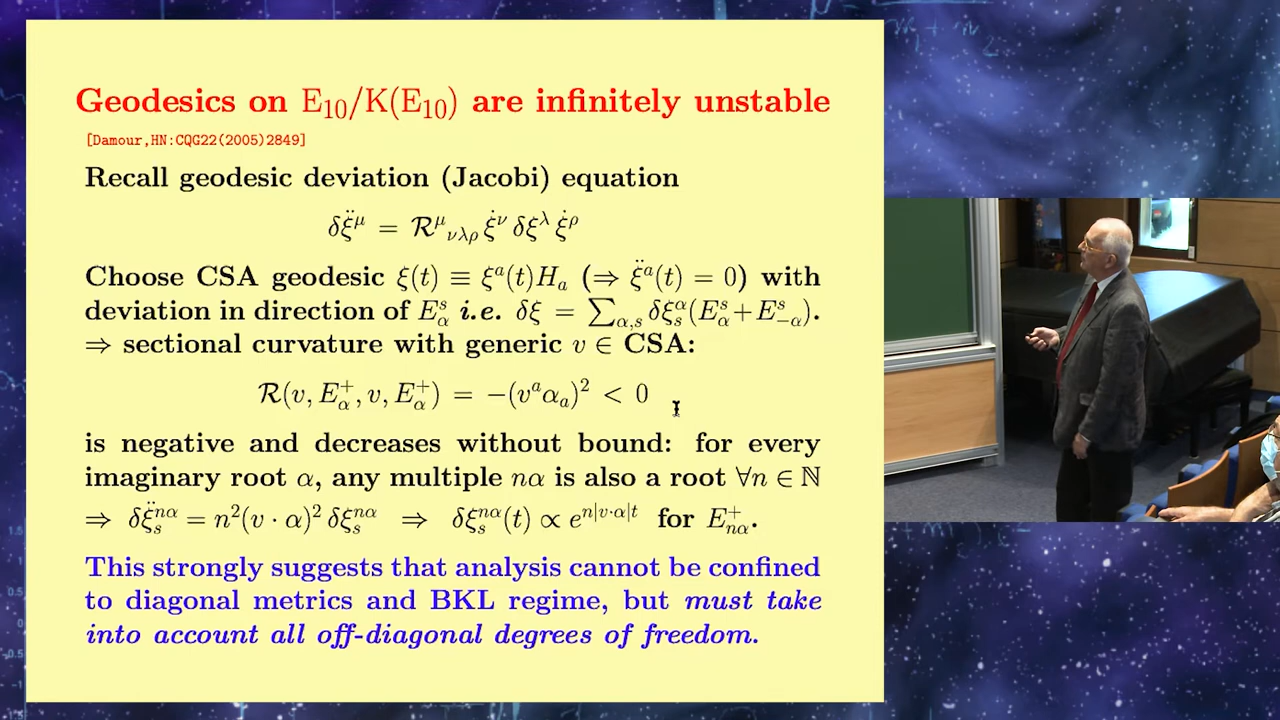 Geodesics on E₁₀/K(E₁₀) are infinitely unstable
[Damour,HN:CQG22(2005)2849]
Recall geodesic deviation (Jacobi) equation
δξ̈^μ = ℛ^μ_{νλρ} ξ̇^ν δξ^λ ξ̇^ρ
Choose CSA geodesic ξ(t) ≡ ξ^a(t)H_a (⇒ ξ̈^a(t) = 0) with
deviation in direction of E^s_α i.e. δξ = ∑_{α,s} δξ^α_s(E^s_α+E^s_{−α}).
⇒ sectional curvature with generic v ∈ CSA:
ℛ(v, E^+_α, v, E^+_α) = −(v^aα_a)² < 0
is negative and decreases without bound: for every
imaginary root α, any multiple nα is also a root ∀n ∈ ℕ
⇒ δξ̈^{nα}_s = n²(v · α)² δξ^{nα}_s ⇒ δξ^{nα}_s(t) ∝ e^{n|v·α|t} for E^+_{nα}.
This strongly suggests that analysis cannot be confined
to diagonal metrics and BKL regime, but must take
into account all off-diagonal degrees of freedom.